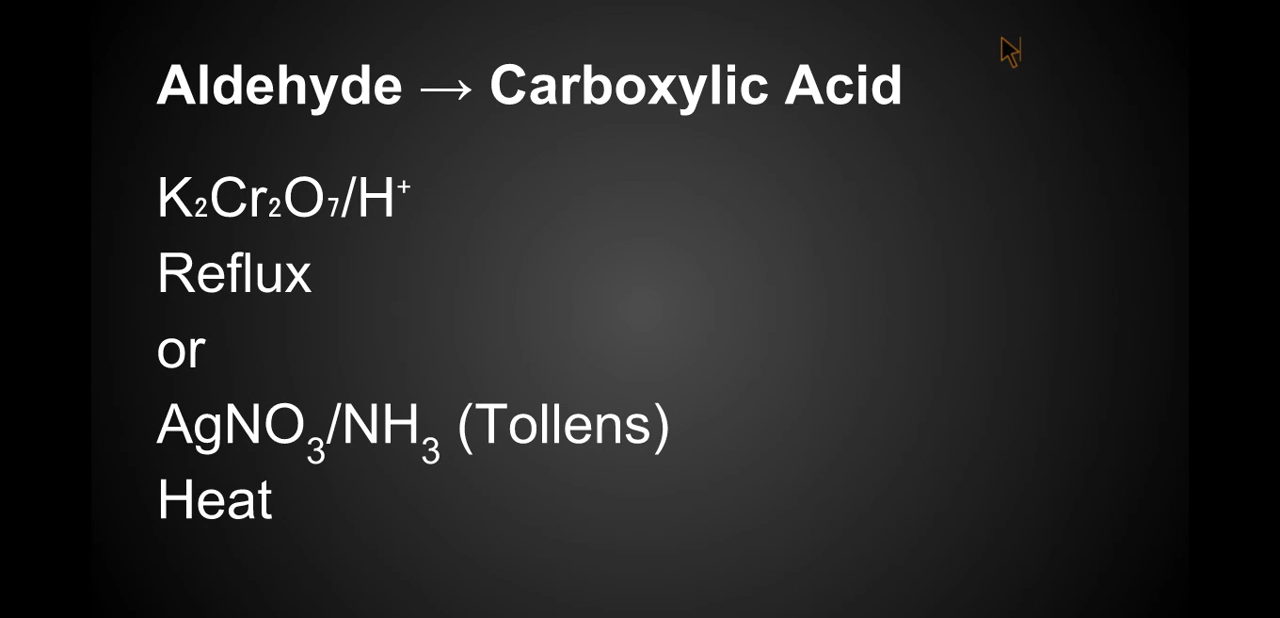 Aldehyde → Carboxylic Acid
K₂Cr₂O₇/H⁺
Reflux
or
AgNO₃/NH₃ (Tollens)
Heat